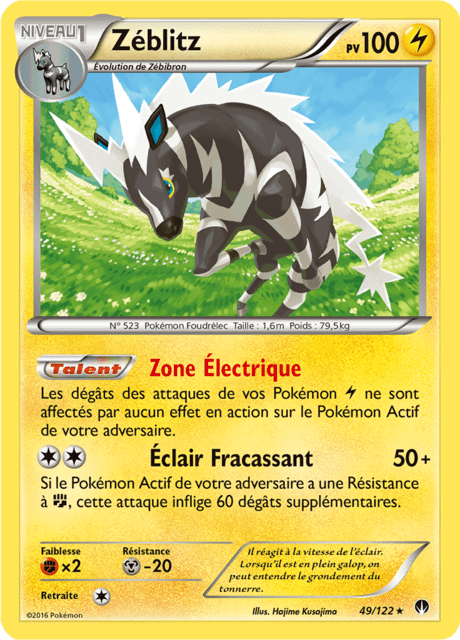 NIVEAU 1
Zéblitz
PV 100
Évolution de Zébibron
N° 523 Pokémon Foudrélec Taille : 1,6m Poids : 79,5kg
Talent Zone Électrique
Les dégâts des attaques de vos Pokémon ne sont
affectés par aucun effet en action sur le Pokémon Actif
de votre adversaire.
Éclair Fracassant 50+
Si le Pokémon Actif de votre adversaire a une Résistance
à , cette attaque inflige 60 dégâts supplémentaires.
Faiblesse
×2
Résistance
-20
Retraite
Il réagit à la vitesse de l'éclair.
Lorsqu'il est en plein galop, on
peut entendre le grondement du
tonnerre.
©2016 Pokémon
Illus. Hajime Kusajima
49/122 ★